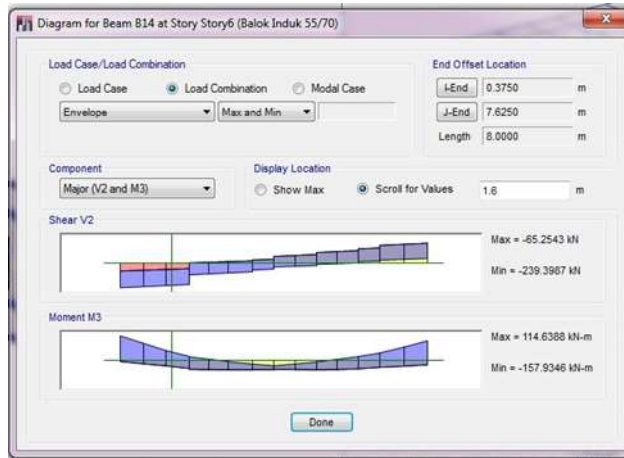 Diagram for Beam B14 at Story Story6 (Balok Induk 55/70)
Load Case/Load Combination
Load Case Load Combination Modal Case
Envelope Max and Min
End Offset Location
I-End 0.3750 m
J-End 7.6250 m
Length 8.0000 m
Component
Major (V2 and M3)
Display Location
Show Max Scroll for Values 1.6 m
Shear V2
Max = -65.2543 kN
Min = -239.3987 kN
Moment M3
Max = 114.6388 kN-m
Min = -157.9346 kN-m
Done